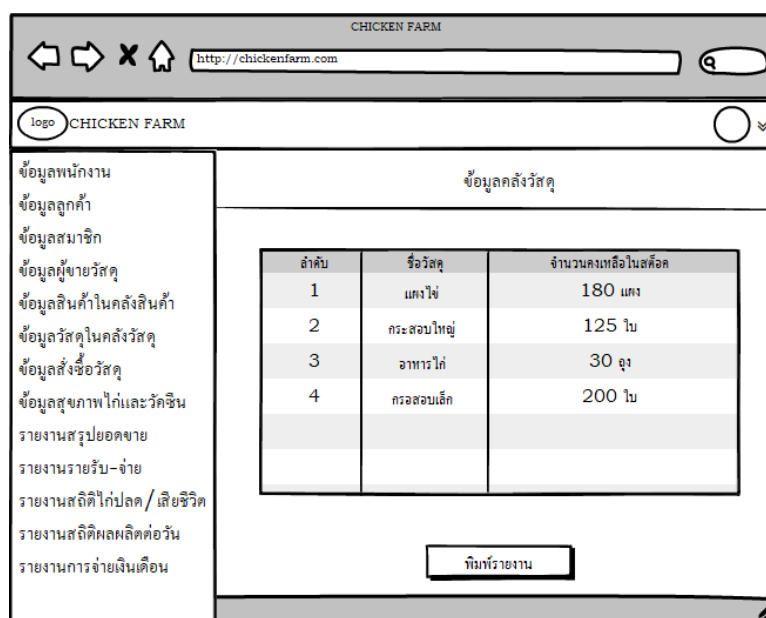 CHICKEN FARM
http://chickenfarm.com
logo CHICKEN FARM
ข้อมูลพนักงาน
ข้อมูลลูกค้า
ข้อมูลสมาชิก
ข้อมูลผู้ขายวัสดุ
ข้อมูลสินค้าในคลังสินค้า
ข้อมูลวัสดุในคลังวัสดุ
ข้อมูลสั่งซื้อวัสดุ
ข้อมูลสุขภาพไก่และวัคซีน
รายงานสรุปยอดขาย
รายงานรายรับ-จ่าย
รายงานสถิติไก่ปลด/เสียชีวิต
รายงานสถิติผลผลิตต่อวัน
รายงานการจ่ายเงินเดือน
ข้อมูลคลังวัสดุ
ลำดับ ชื่อวัสดุ จำนวนคงเหลือในสต็อค
1 แผงไข่ 180 แผง
2 กระสอบใหญ่ 125 ใบ
3 อาหารไก่ 30 ถุง
4 กรอสอบเล็ก 200 ใบ
พิมพ์รายงาน